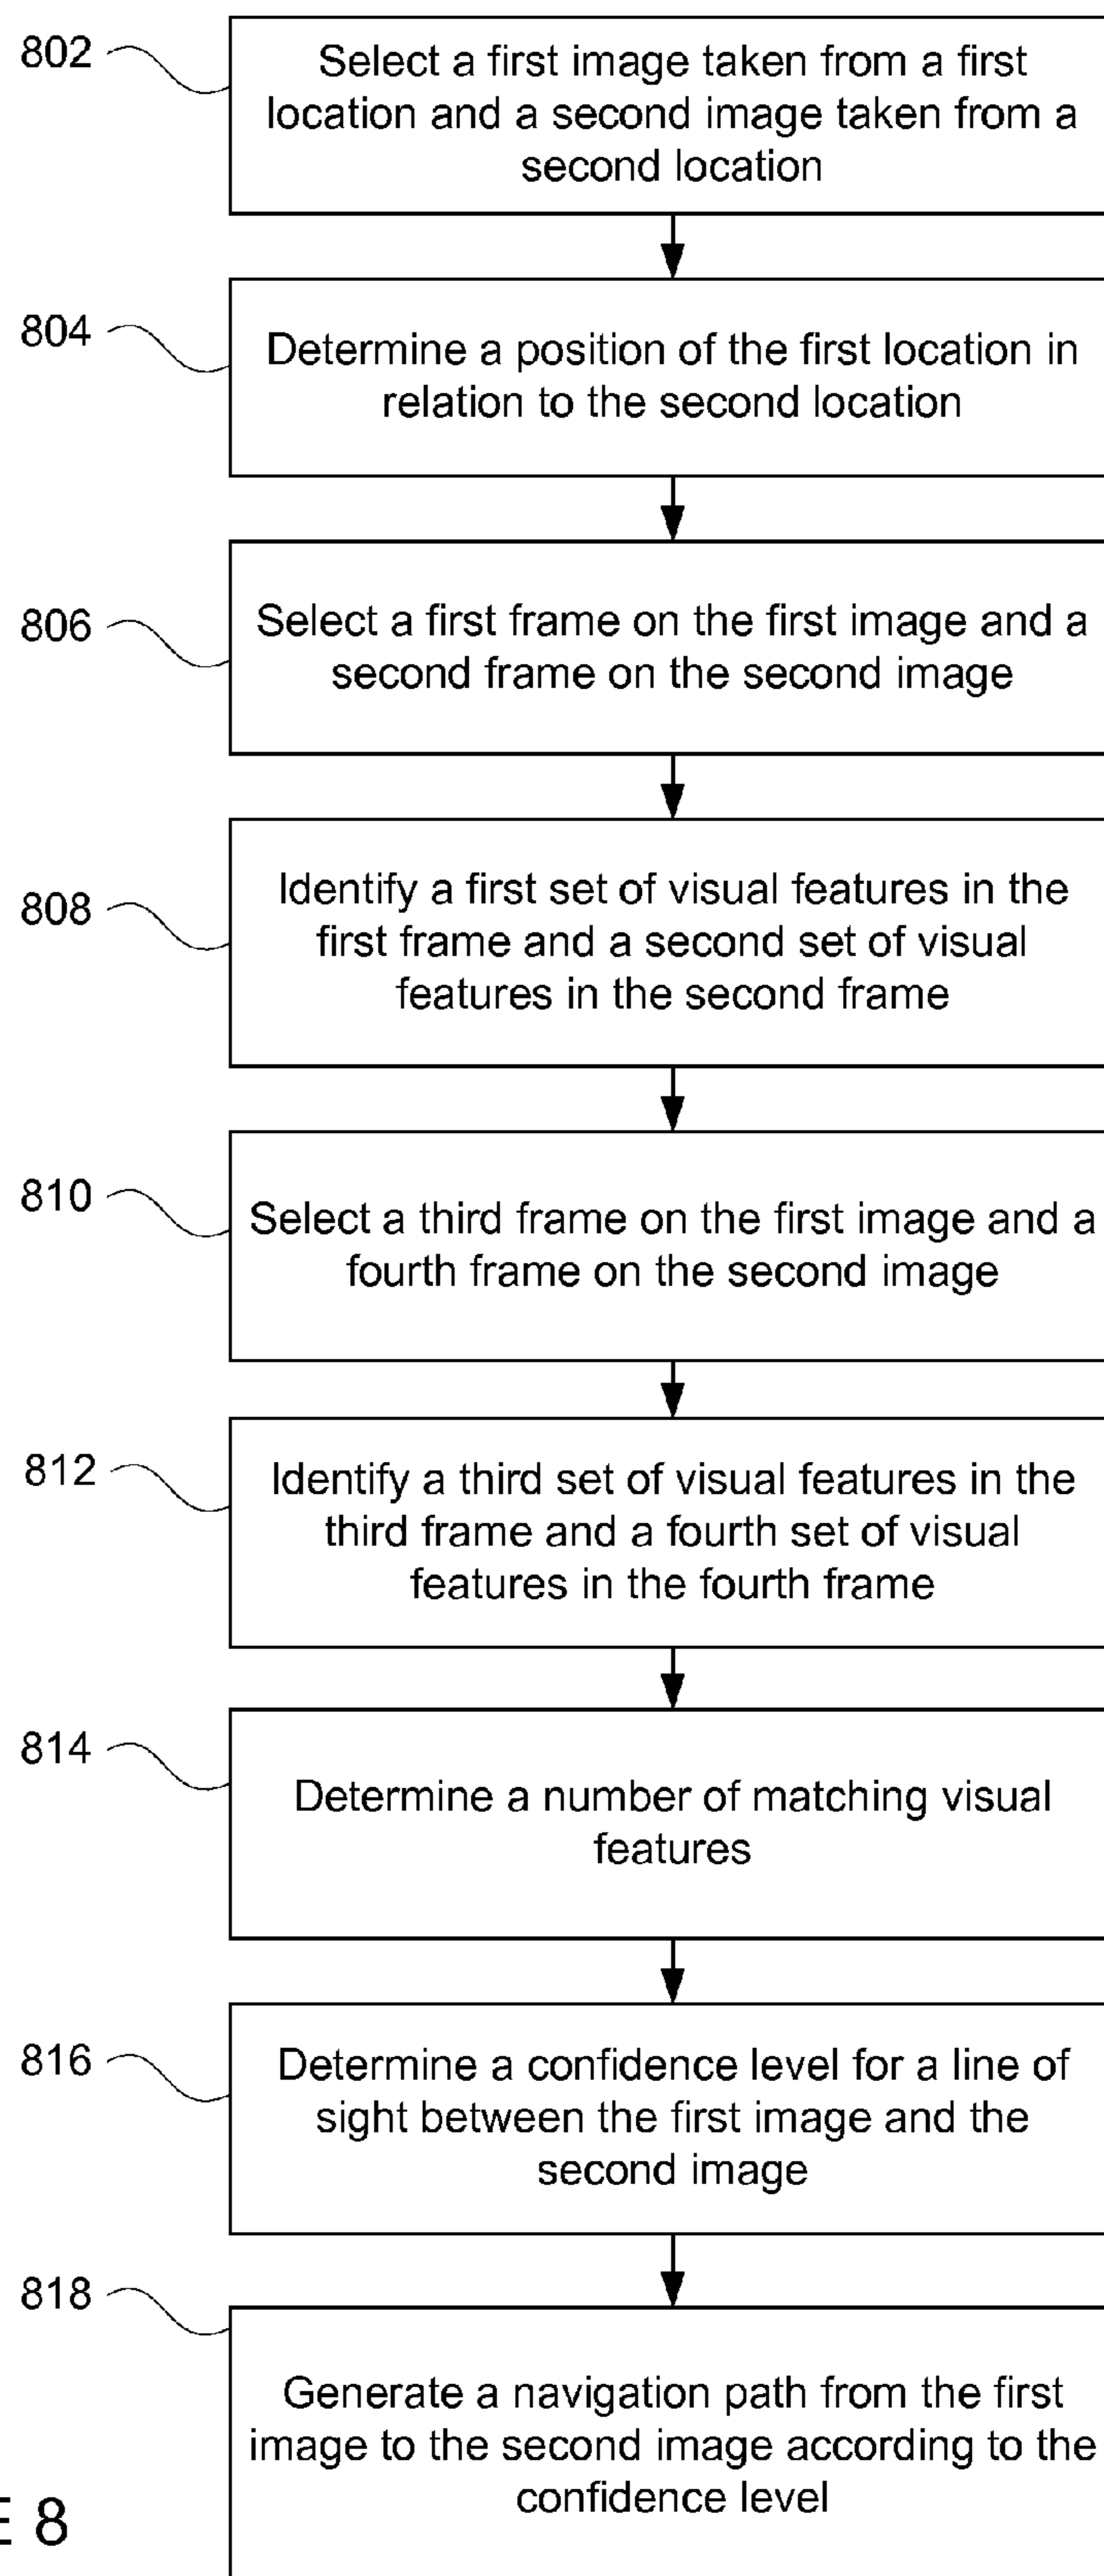 802
Select a first image taken from a first
location and a second image taken from a
second location
804
Determine a position of the first location in
relation to the second location
806
Select a first frame on the first image and a
second frame on the second image
808
Identify a first set of visual features in the
first frame and a second set of visual
features in the second frame
810
Select a third frame on the first image and a
fourth frame on the second image
812
Identify a third set of visual features in the
third frame and a fourth set of visual
features in the fourth frame
814
Determine a number of matching visual
features
816
Determine a confidence level for a line of
sight between the first image and the
second image
818
Generate a navigation path from the first
image to the second image according to the
confidence level
E 8